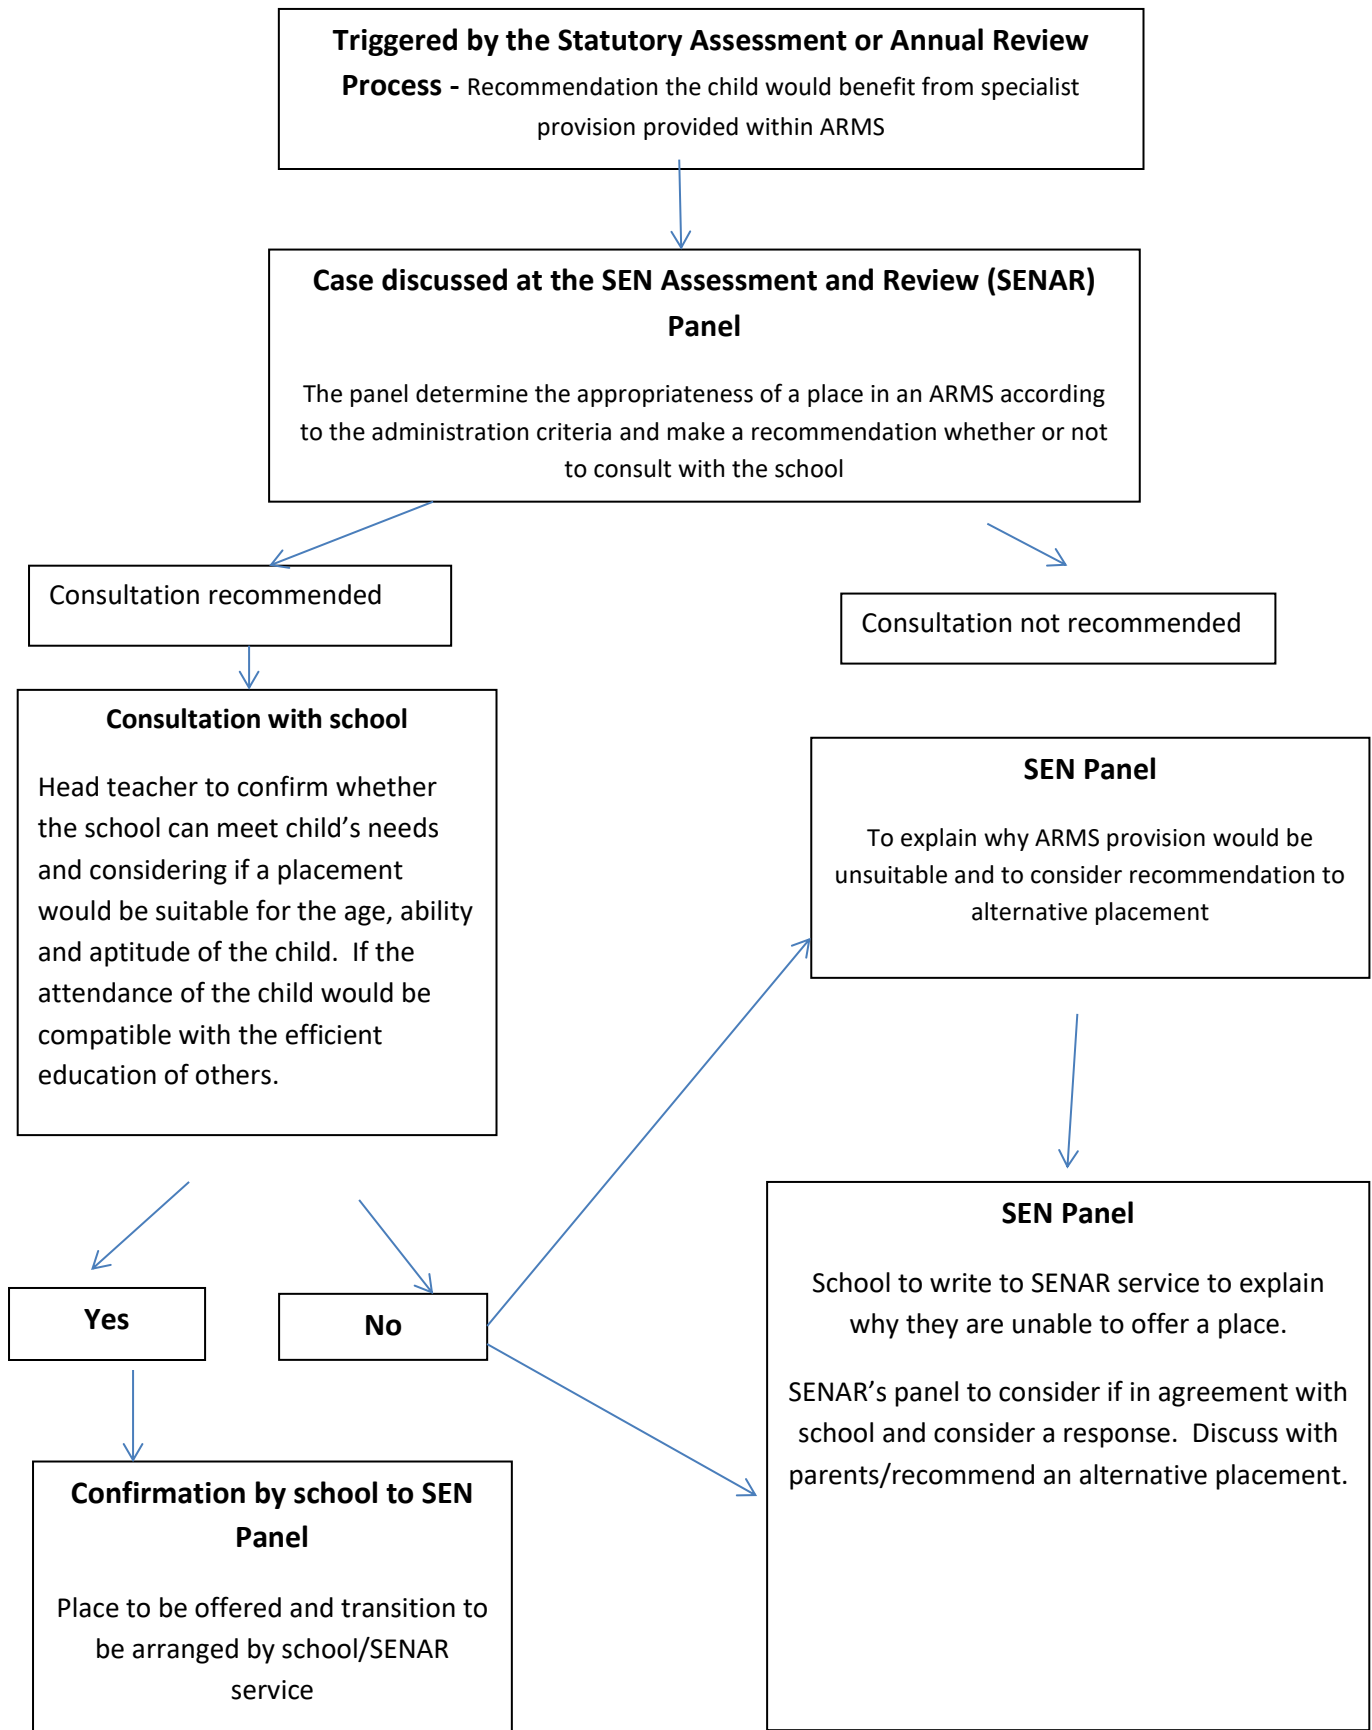 Triggered by the Statutory Assessment or Annual Review
Process - Recommendation the child would benefit from specialist
provision provided within ARMS
Case discussed at the SEN Assessment and Review (SENAR)
Panel
The panel determine the appropriateness of a place in an ARMS according
to the administration criteria and make a recommendation whether or not
to consult with the school
Consultation recommended
Consultation not recommended
Consultation with school
Head teacher to confirm whether
the school can meet child’s needs
and considering if a placement
would be suitable for the age, ability
and aptitude of the child.  If the
attendance of the child would be
compatible with the efficient
education of others.
SEN Panel
To explain why ARMS provision would be
unsuitable and to consider recommendation to
alternative placement
Yes
No
SEN Panel
School to write to SENAR service to explain
why they are unable to offer a place.
SENAR’s panel to consider if in agreement with
school and consider a response.  Discuss with
parents/recommend an alternative placement.
Confirmation by school to SEN
Panel
Place to be offered and transition to
be arranged by school/SENAR
service